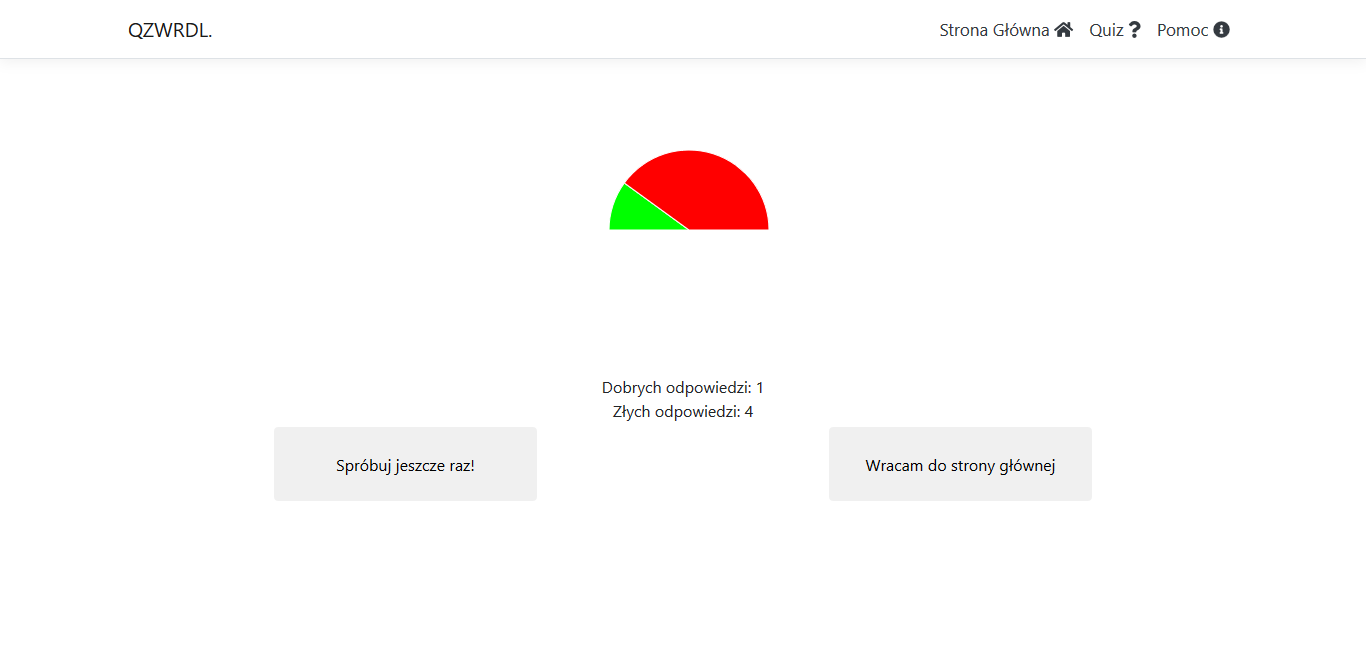 QZWRDL.
Strona Główna
Quiz
Pomoc
Dobrych odpowiedzi: 1
Złych odpowiedzi: 4
Spróbuj jeszcze raz!
Wracam do strony głównej